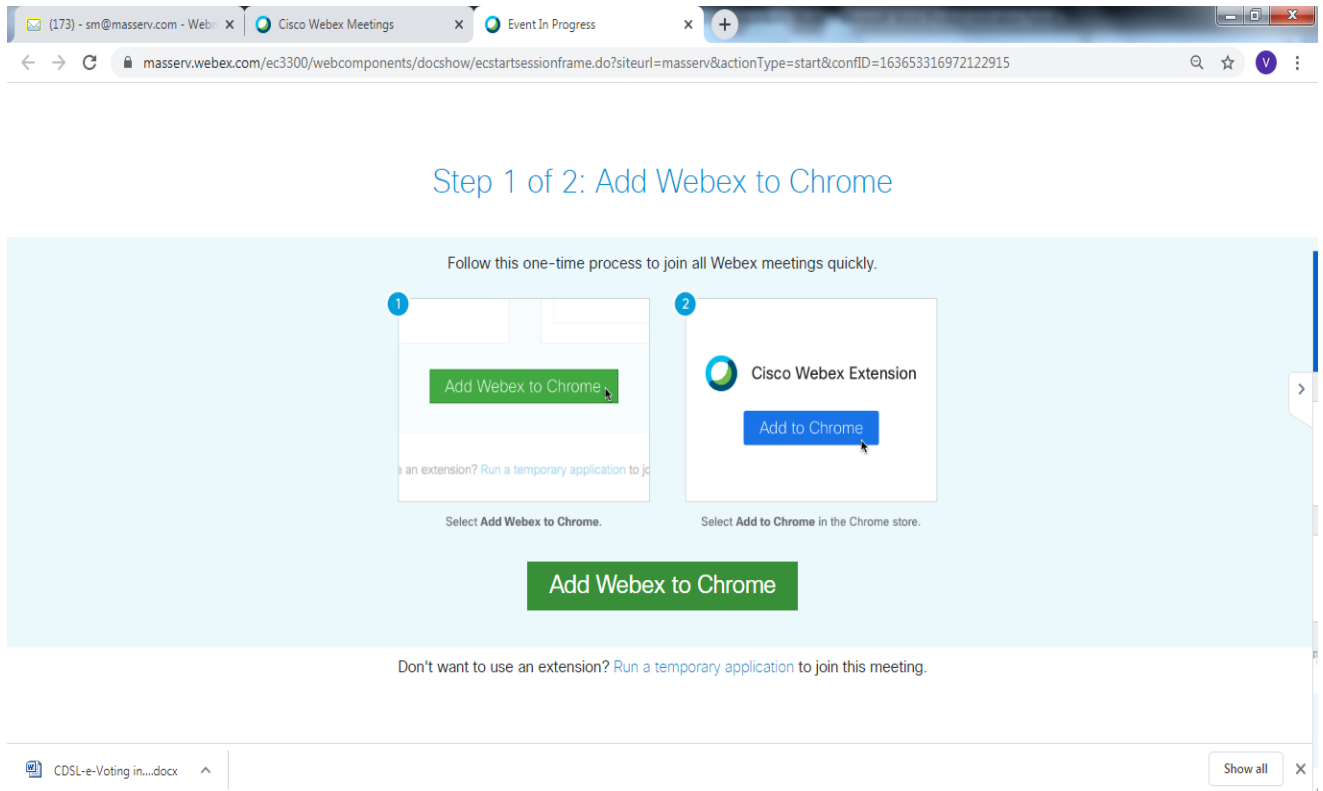 (173) - sm@masserv.com - Webn
Cisco Webex Meetings
Event In Progress
masserv.webex.com/ec3300/webcomponents/docshow/ecstartsessionframe.do?siteurl=masserv&actionType=start&confID=163653316972122915
V
Step 1 of 2: Add Webex to Chrome
Follow this one-time process to join all Webex meetings quickly.
1
Add Webex to Chrome
e an extension? Run a temporary application to jo
Select Add Webex to Chrome.
2
Cisco Webex Extension
Add to Chrome
Select Add to Chrome in the Chrome store.
Add Webex to Chrome
Don't want to use an extension? Run a temporary application to join this meeting.
CDSL-e-Voting in....docx
Show all